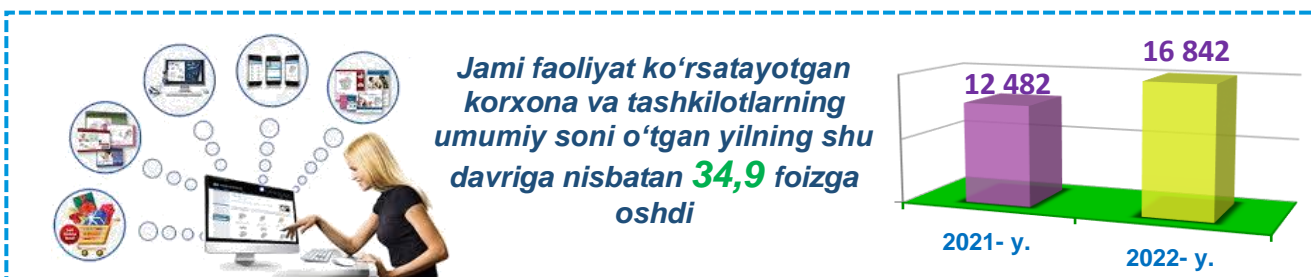 Jami faoliyat ko‘rsatayotgan
korxona va tashkilotlarning
umumiy soni o‘tgan yilning shu
davriga nisbatan 34,9 foizga
oshdi
12 482
16 842
2021- y.
2022- y.